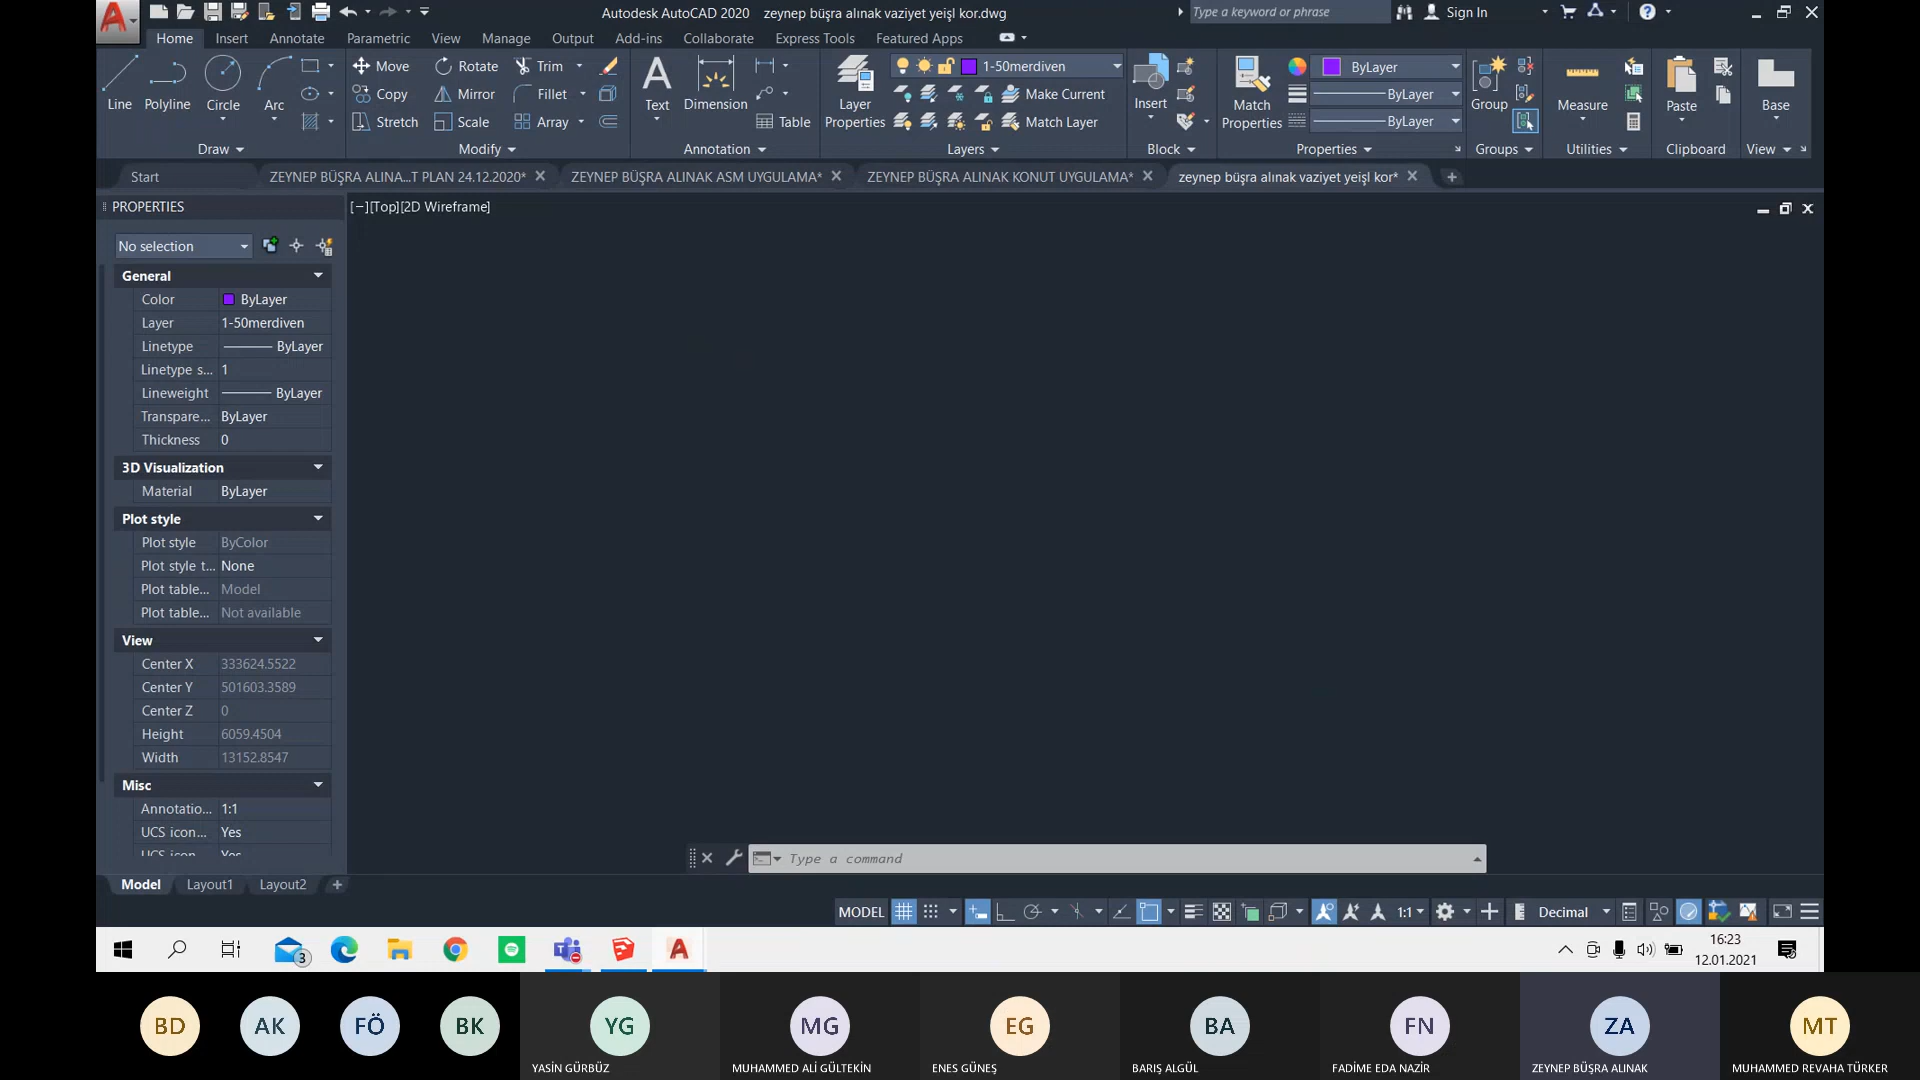 Autodesk AutoCAD 2020 zeynep büşra alınak vaziyet yeişl kor.dwg
Type a keyword or phrase
Sign In
Home Insert Annotate Parametric View Manage Output Add-ins Collaborate Express Tools Featured Apps
Line Polyline Circle Arc
Move Rotate Trim
Copy Mirror Fillet
Stretch Scale Array
Text Dimension Table
Layer Properties
1-50merdiven
Make Current
Match Layer
Insert
Match Properties
ByLayer
ByLayer
ByLayer
Group
Measure
Paste
Base
Draw Modify Annotation Layers Block Properties Groups Utilities Clipboard View
Start
ZEYNEP BÜŞRA ALINA...T PLAN 24.12.2020*
ZEYNEP BÜŞRA ALINAK ASM UYGULAMA*
ZEYNEP BÜŞRA ALINAK KONUT UYGULAMA*
zeynep büşra alınak vaziyet yeişl kor*
PROPERTIES
[−][Top][2D Wireframe]
No selection
General
Color ByLayer
Layer 1-50merdiven
Linetype ByLayer
Linetype s... 1
Lineweight ByLayer
Transpare... ByLayer
Thickness 0
3D Visualization
Material ByLayer
Plot style
Plot style ByColor
Plot style t... None
Plot table... Model
Plot table... Not available
View
Center X 333624.5522
Center Y 501603.3589
Center Z 0
Height 6059.4504
Width 13152.8547
Misc
Annotatio... 1:1
UCS icon... Yes
UCS icon Yes
Type a command
Model Layout1 Layout2
MODEL 1:1 Decimal
3
16:23
12.01.2021
BD AK FÖ BK YG MG EG BA FN ZA MT
YASİN GÜRBÜZ
MUHAMMED ALİ GÜLTEKİN
ENES GÜNEŞ
BARIŞ ALGÜL
FADİME EDA NAZİR
ZEYNEP BÜŞRA ALINAK
MUHAMMED REVAHA TÜRKER